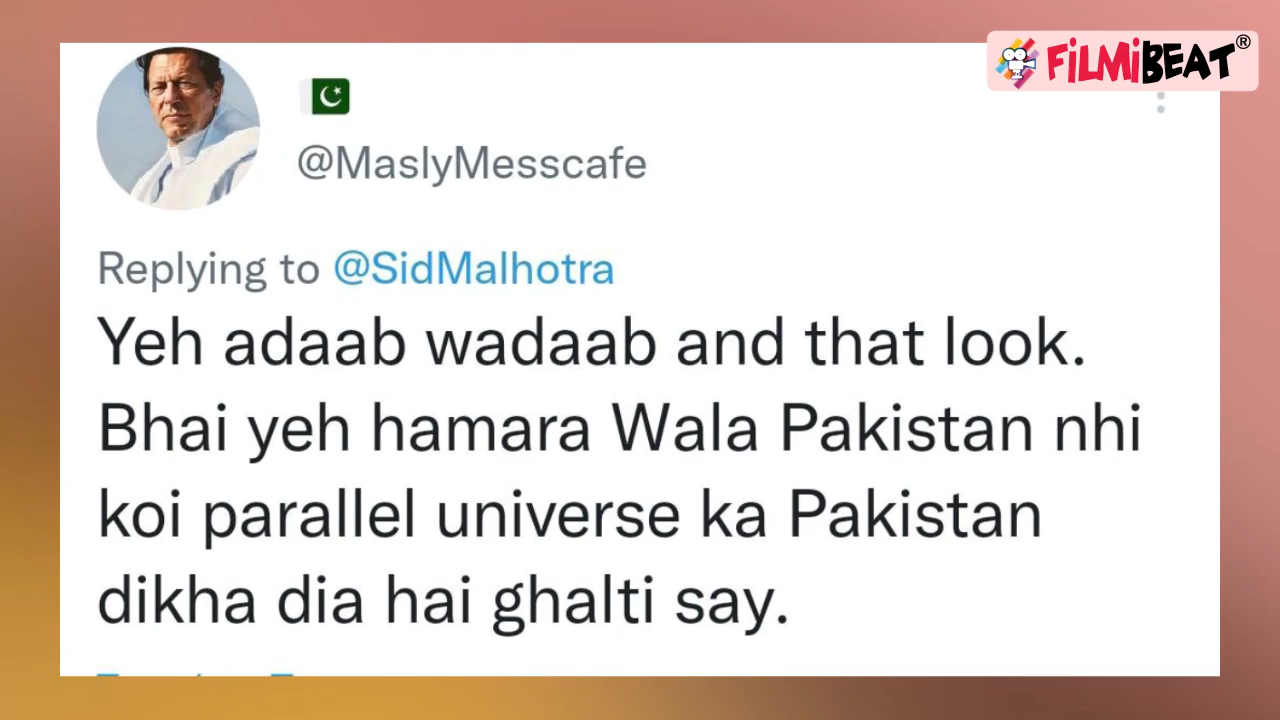 FiLMiBEAT®
@MaslyMesscafe
Replying to @SidMalhotra
Yeh adaab wadaab and that look.
Bhai yeh hamara Wala Pakistan nhi
koi parallel universe ka Pakistan
dikha dia hai ghalti say.